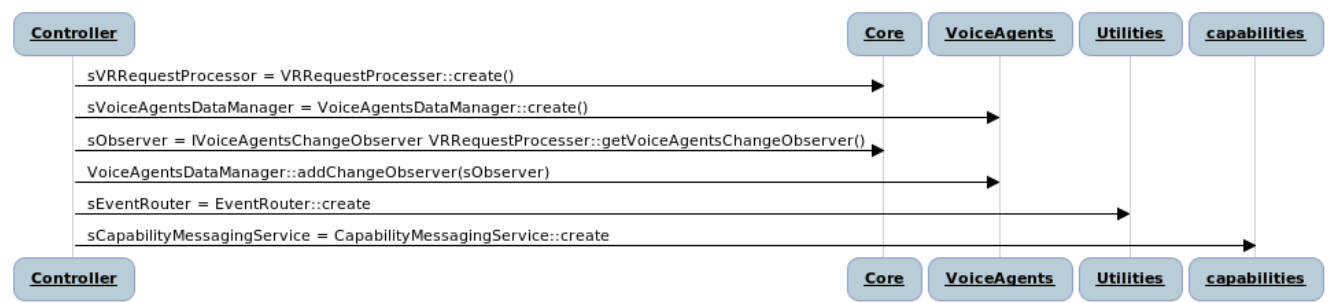 Controller Core VoiceAgents Utilities capabilities
sVRRequestProcessor = VRRequestProcesser::create()
sVoiceAgentsDataManager = VoiceAgentsDataManager::create()
sObserver = IVoiceAgentsChangeObserver VRRequestProcesser::getVoiceAgentsChangeObserver()
VoiceAgentsDataManager::addChangeObserver(sObserver)
sEventRouter = EventRouter::create
sCapabilityMessagingService = CapabilityMessagingService::create
Controller Core VoiceAgents Utilities capabilities